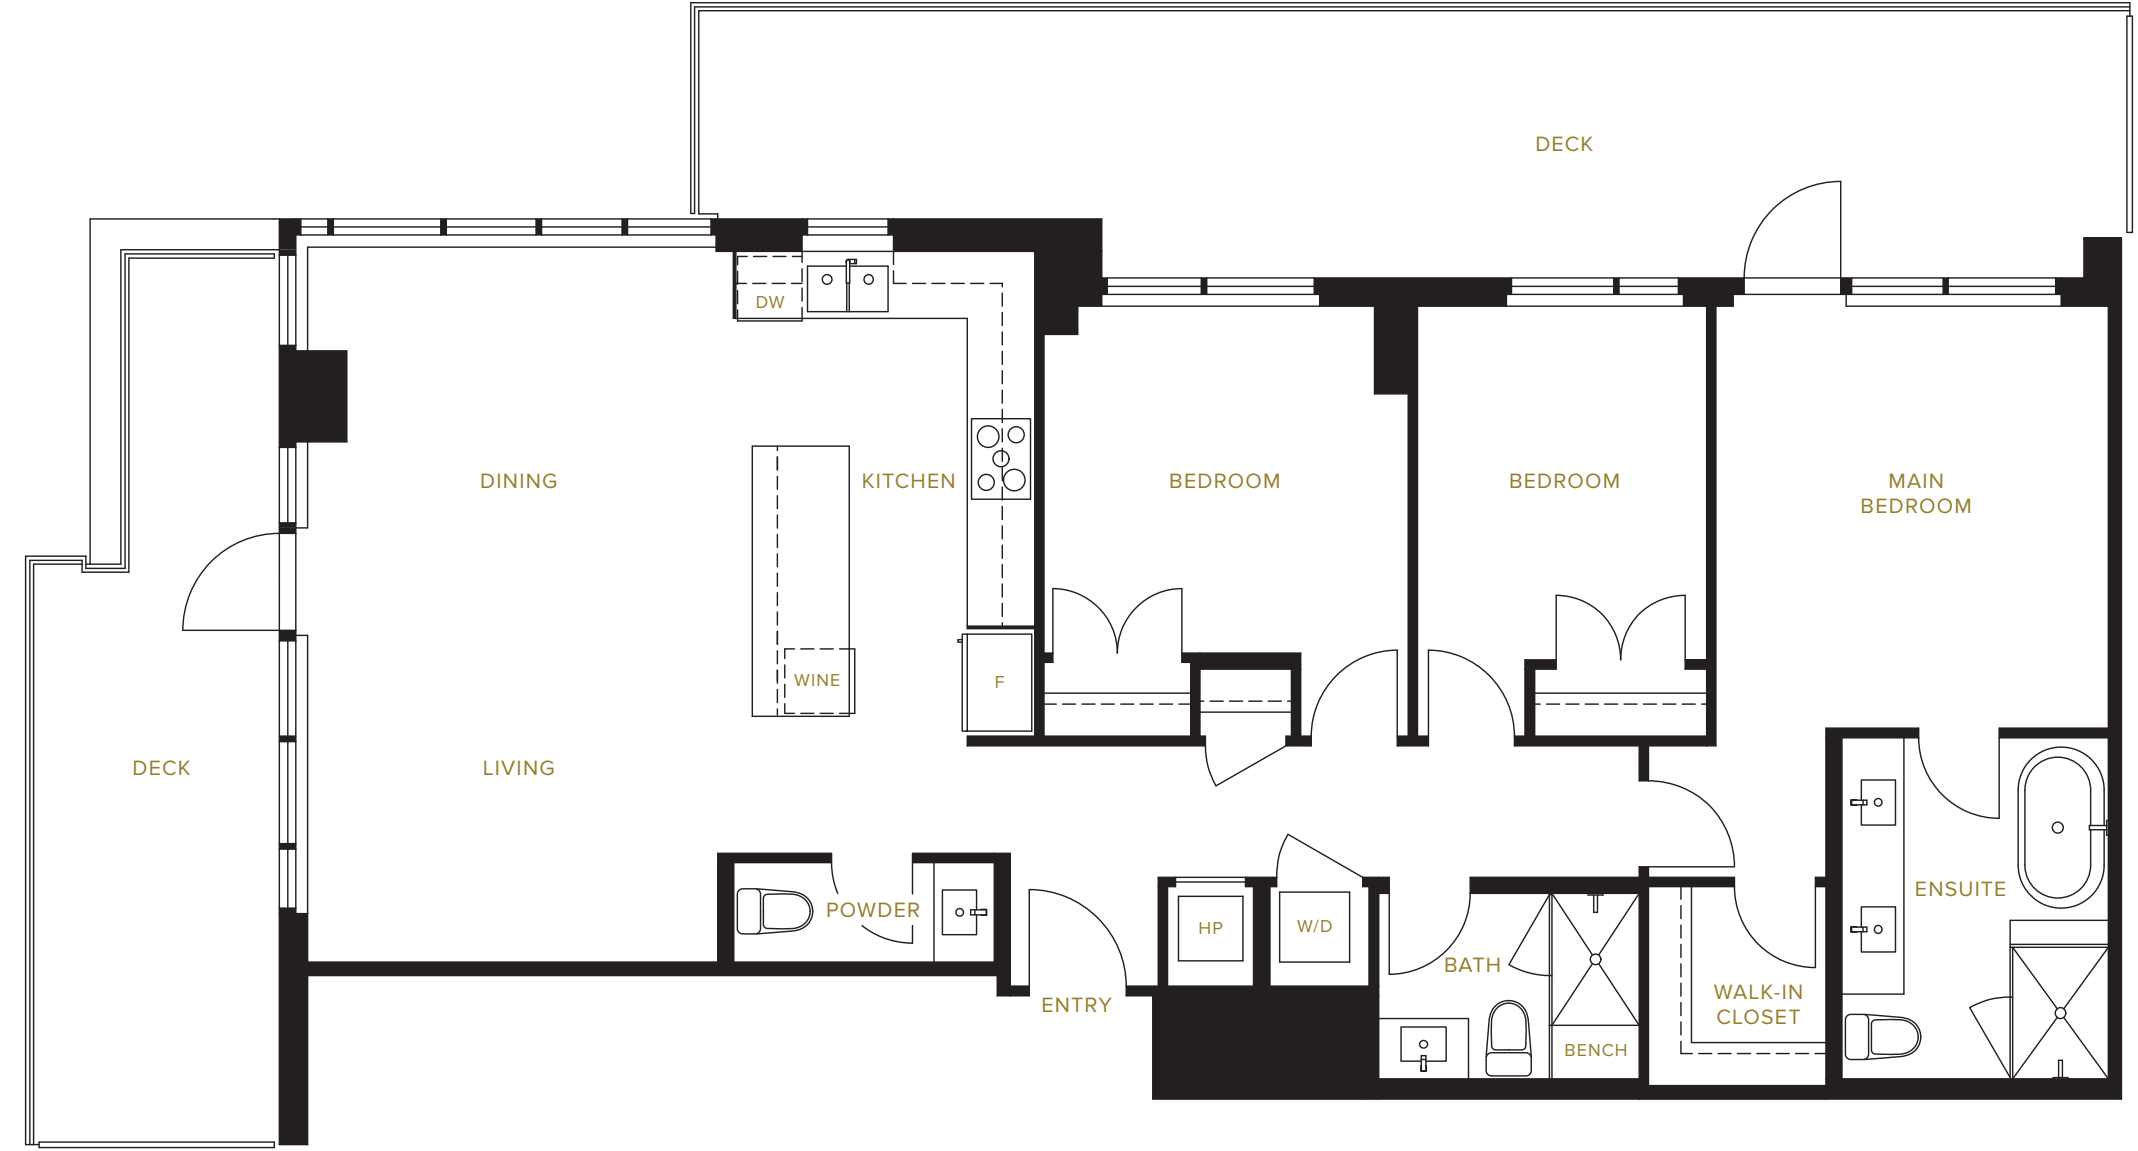 DECK
DW
DINING
KITCHEN
BEDROOM
BEDROOM
MAIN
BEDROOM
WINE
F
DECK
LIVING
POWDER
ENSUITE
HP
W/D
BATH
ENTRY
WALK-IN
CLOSET
BENCH